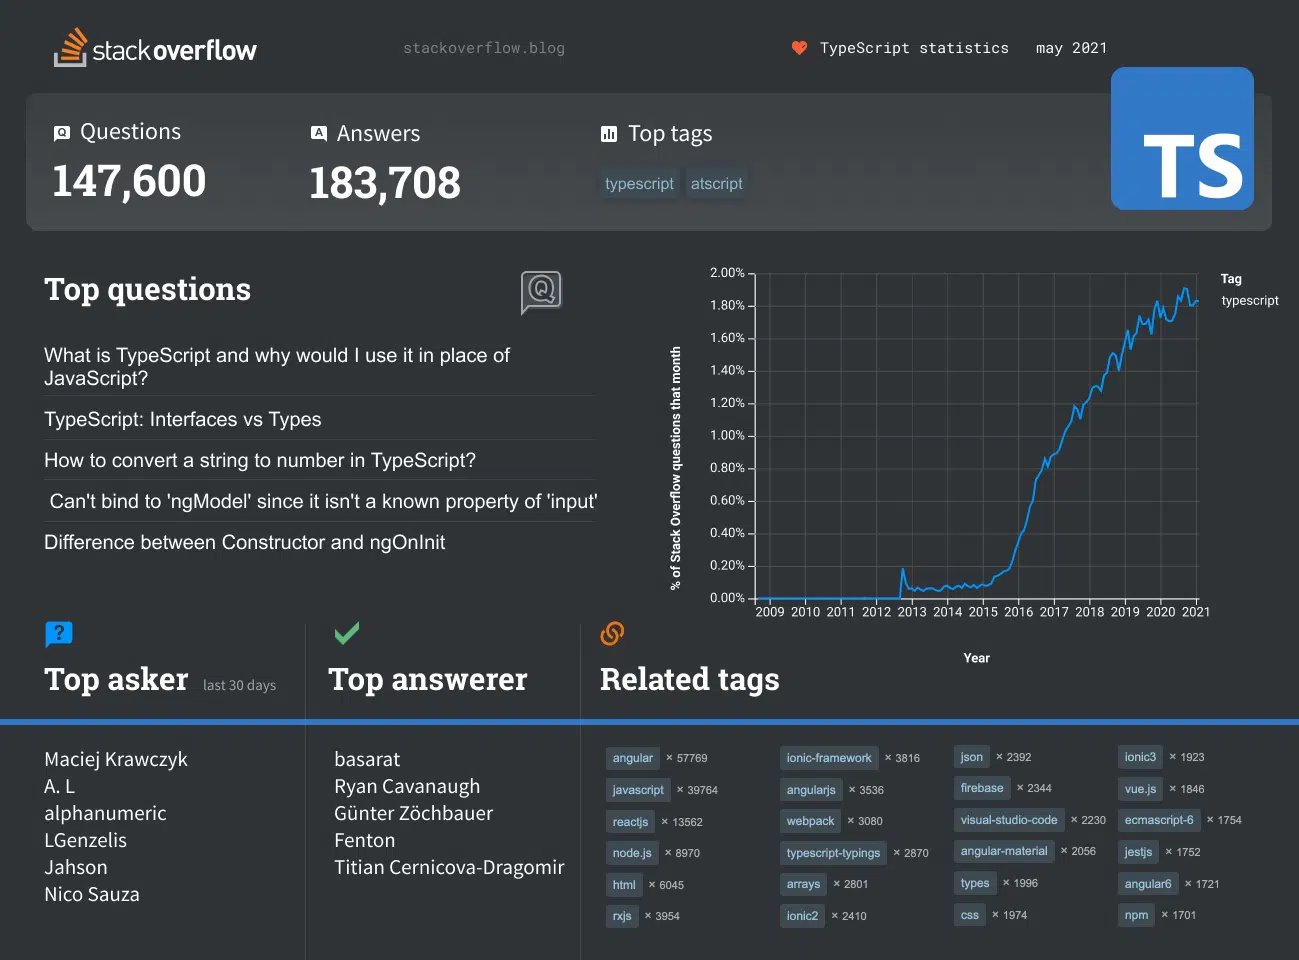 stackoverflow
stackoverflow.blog
TypeScript statistics may 2021
Questions
147,600
Answers
183,708
Top tags
typescript atscript
TS
Top questions
Q
What is TypeScript and why would I use it in place of
JavaScript?
TypeScript: Interfaces vs Types
How to convert a string to number in TypeScript?
Can't bind to 'ngModel' since it isn't a known property of 'input'
Difference between Constructor and ngOnInit
% of Stack Overflow questions that month
2.00%
1.80%
1.60%
1.40%
1.20%
1.00%
0.80%
0.60%
0.40%
0.20%
0.00%
2009 2010 2011 2012 2013 2014 2015 2016 2017 2018 2019 2020 2021
Year
Tag
typescript
?
Top asker last 30 days
Maciej Krawczyk
A. L
alphanumeric
LGenzelis
Jahson
Nico Sauza
Top answerer
basarat
Ryan Cavanaugh
Günter Zöchbauer
Fenton
Titian Cernicova-Dragomir
Related tags
angular × 57769
javascript × 39764
reactjs × 13562
node.js × 8970
html × 6045
rxjs × 3954
ionic-framework × 3816
angularjs × 3536
webpack × 3080
typescript-typings × 2870
arrays × 2801
ionic2 × 2410
json × 2392
firebase × 2344
visual-studio-code × 2230
angular-material × 2056
types × 1996
css × 1974
ionic3 × 1923
vue.js × 1846
ecmascript-6 × 1754
jestjs × 1752
angular6 × 1721
npm × 1701